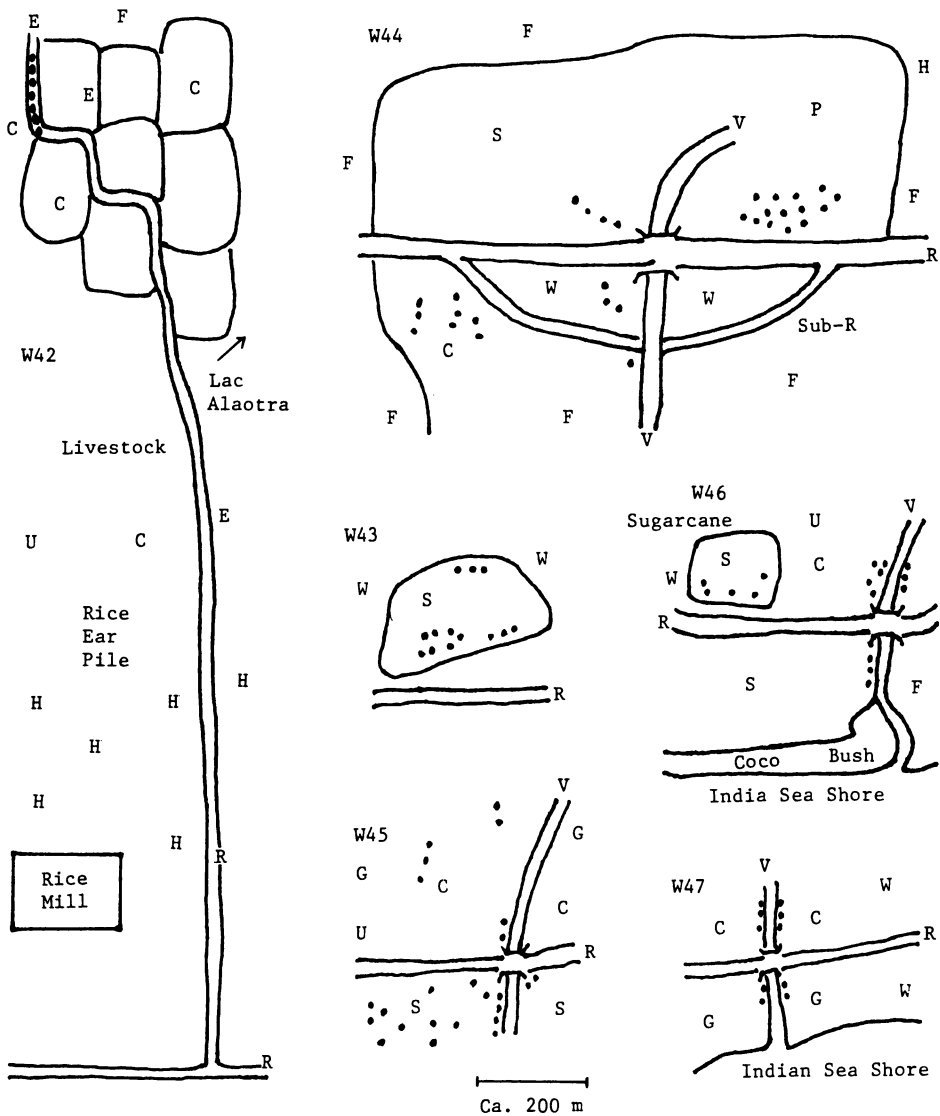 E
F
E
C
C
C
W42
Lac
Alaotra
Livestock
E
U
C
Rice
Ear
Pile
H
H
H
H
H
H
R
Rice
Mill
R
W44
F
H
V
P
S
F
F
R
W
W
Sub-R
C
F
F
F
V
W43
W
W
S
R
W46
Sugarcane
U
V
S
C
W
R
S
F
Coco
Bush
India Sea Shore
V
W45
G
G
C
C
U
R
S
S
Ca. 200 m
V
W
W47
C
C
R
G
W
G
Indian Sea Shore